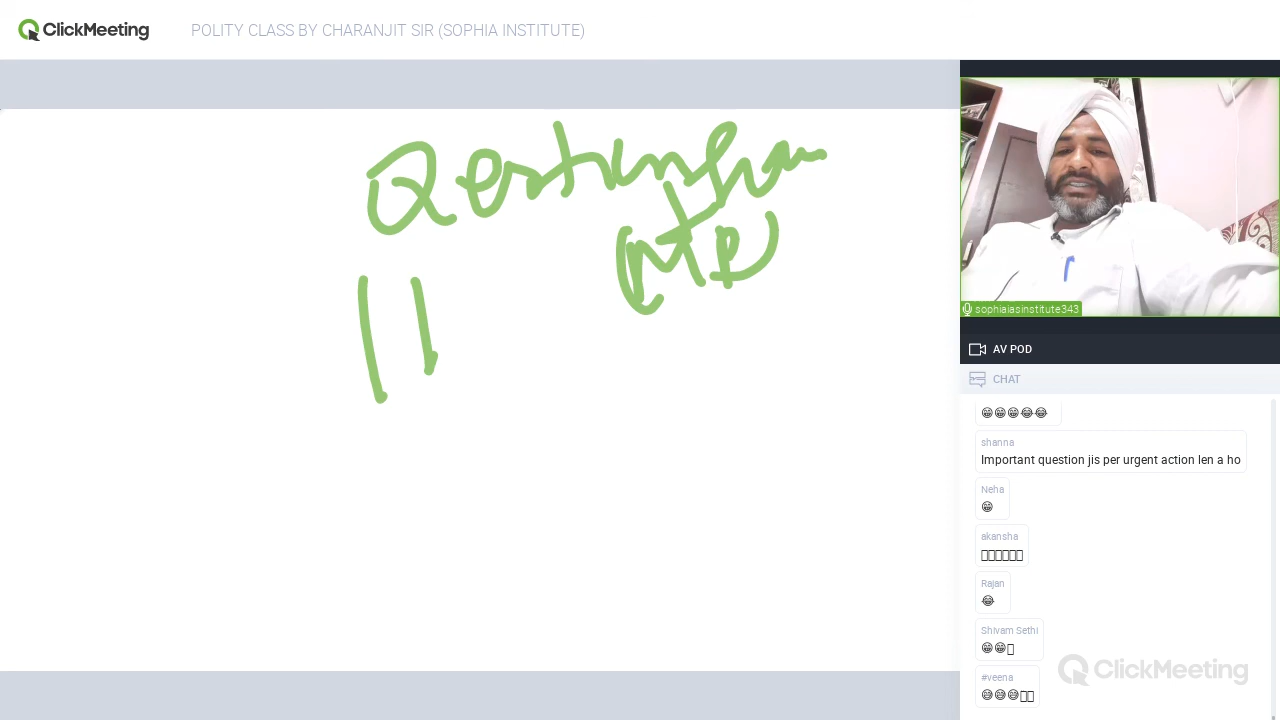 ClickMeeting
POLITY CLASS BY CHARANJIT SIR (SOPHIA INSTITUTE)
11
sophiaiasinstitute343
AV POD
CHAT
😁😁😁😂😂
shanna
Important question jis per urgent action len a ho
Neha
😁
akansha
Rajan
😂
Shivam Sethi
😁😁
#veena
😅😅😅
ClickMeeting